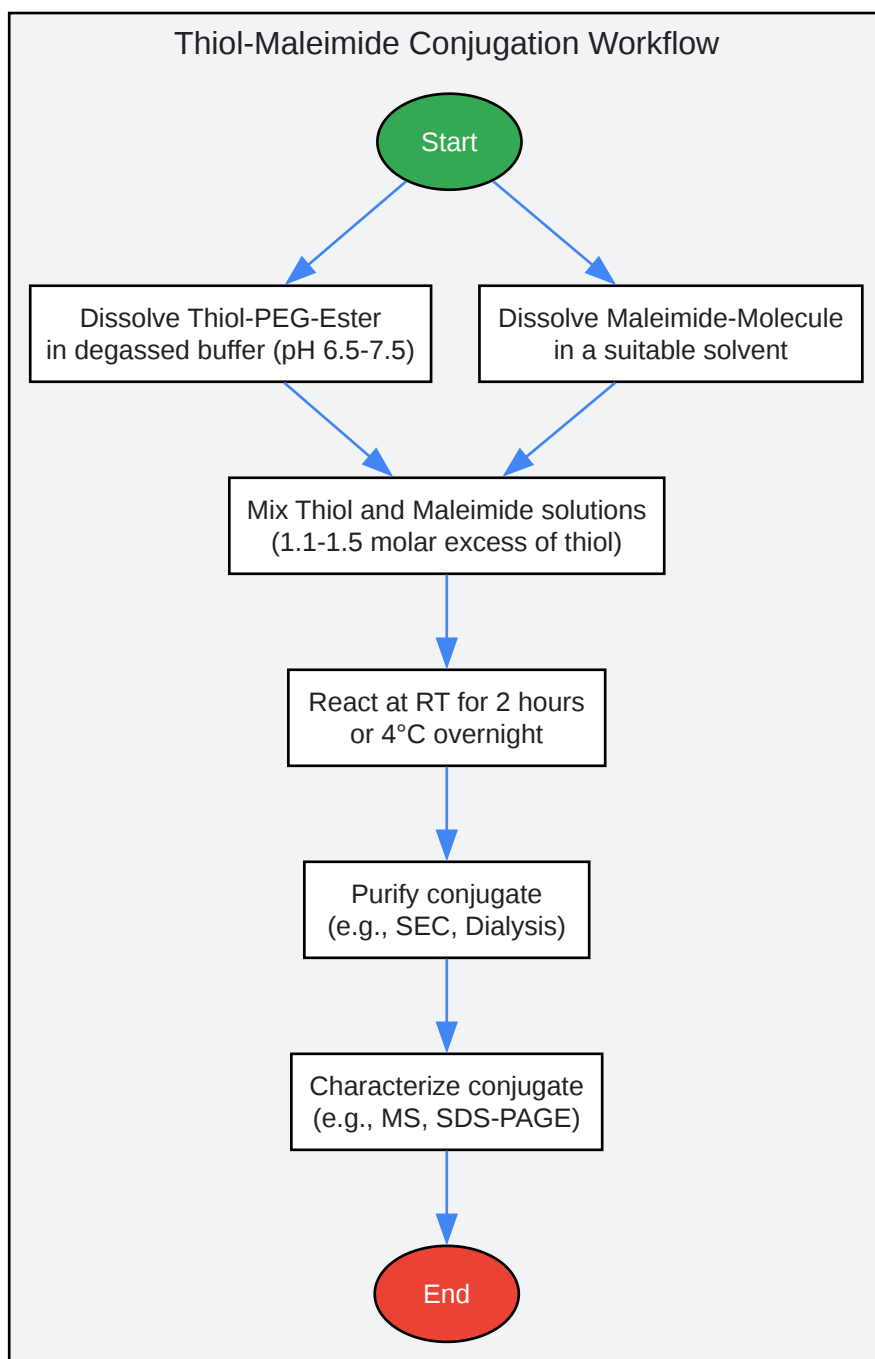 Thiol-Maleimide Conjugation Workflow
Start
Dissolve Thiol-PEG-Ester
in degassed buffer (pH 6.5-7.5)
Dissolve Maleimide-Molecule
in a suitable solvent
Mix Thiol and Maleimide solutions
(1.1-1.5 molar excess of thiol)
React at RT for 2 hours
or 4°C overnight
Purify conjugate
(e.g., SEC, Dialysis)
Characterize conjugate
(e.g., MS, SDS-PAGE)
End